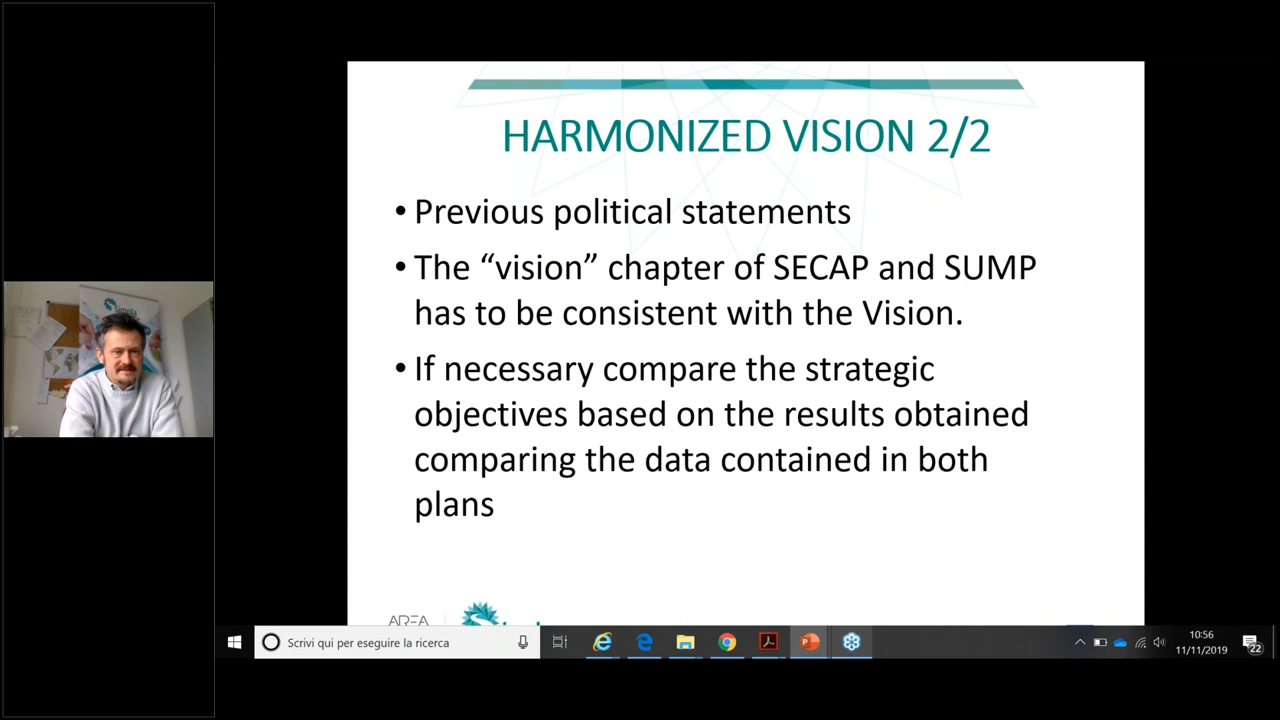 HARMONIZED VISION 2/2
• Previous political statements
• The “vision” chapter of SECAP and SUMP
has to be consistent with the Vision.
• If necessary compare the strategic
objectives based on the results obtained
comparing the data contained in both
plans
AREA
Scrivi qui per eseguire la ricerca
10:56
11/11/2019
22